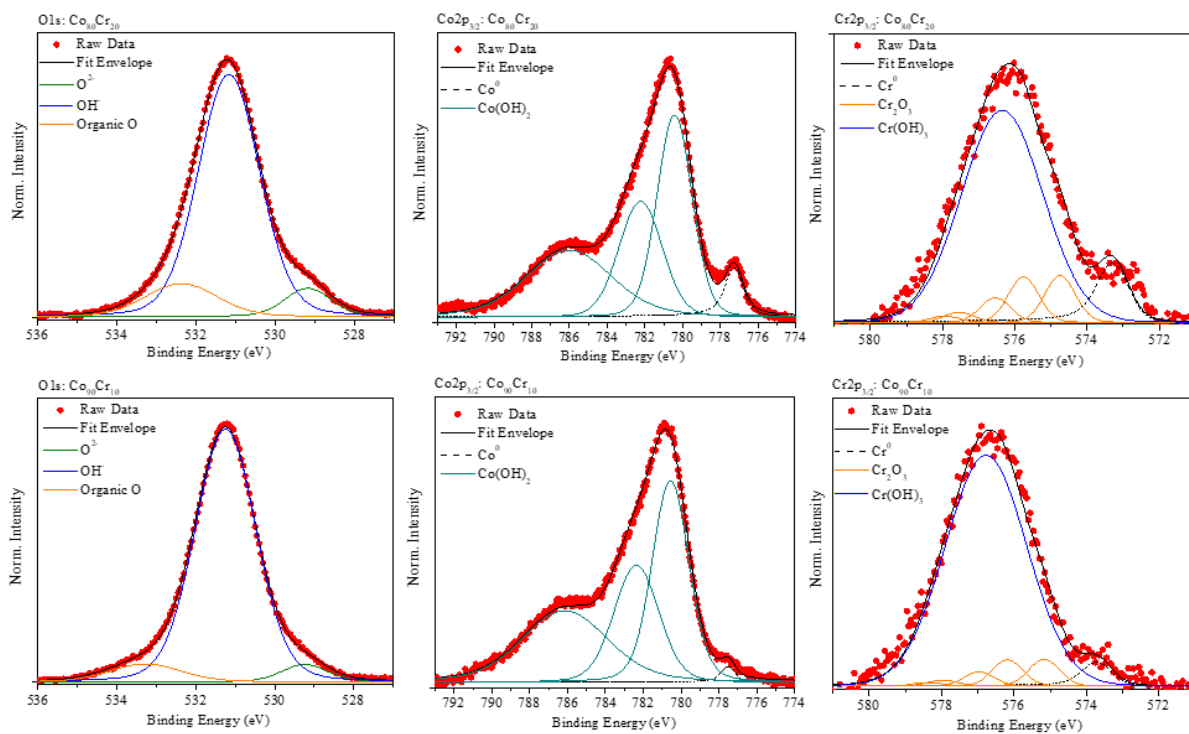 O1s: Co₈₀Cr₂₀
Raw Data
Fit Envelope
O²⁻
OH⁻
Organic O
Norm. Intensity
536 534 532 530 528
Binding Energy (eV)
Co2p₃/₂: Co₈₀Cr₂₀
Raw Data
Fit Envelope
Co⁰
Co(OH)₂
Norm. Intensity
792 790 788 786 784 782 780 778 776 774
Binding Energy (eV)
Cr2p₃/₂: Co₈₀Cr₂₀
Raw Data
Fit Envelope
Cr⁰
Cr₂O₃
Cr(OH)₃
Norm. Intensity
580 578 576 574 572
Binding Energy (eV)
O1s: Co₉₀Cr₁₀
Raw Data
Fit Envelope
O²⁻
OH⁻
Organic O
Norm. Intensity
536 534 532 530 528
Binding Energy (eV)
Co2p₃/₂: Co₉₀Cr₁₀
Raw Data
Fit Envelope
Co⁰
Co(OH)₂
Norm. Intensity
792 790 788 786 784 782 780 778 776 774
Binding Energy (eV)
Cr2p₃/₂: Co₉₀Cr₁₀
Raw Data
Fit Envelope
Cr⁰
Cr₂O₃
Cr(OH)₃
Norm. Intensity
580 578 576 574 572
Binding Energy (eV)